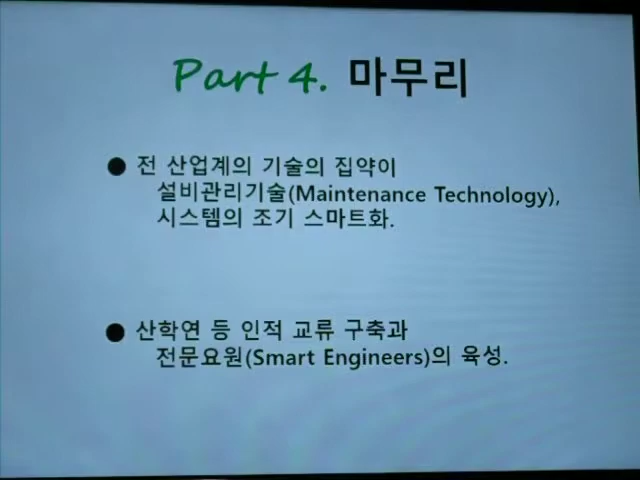 Part 4. 마무리
● 전 산업계의 기술의 집약이
설비관리기술(Maintenance Technology),
시스템의 조기 스마트화.
● 산학연 등 인적 교류 구축과
전문요원(Smart Engineers)의 육성.